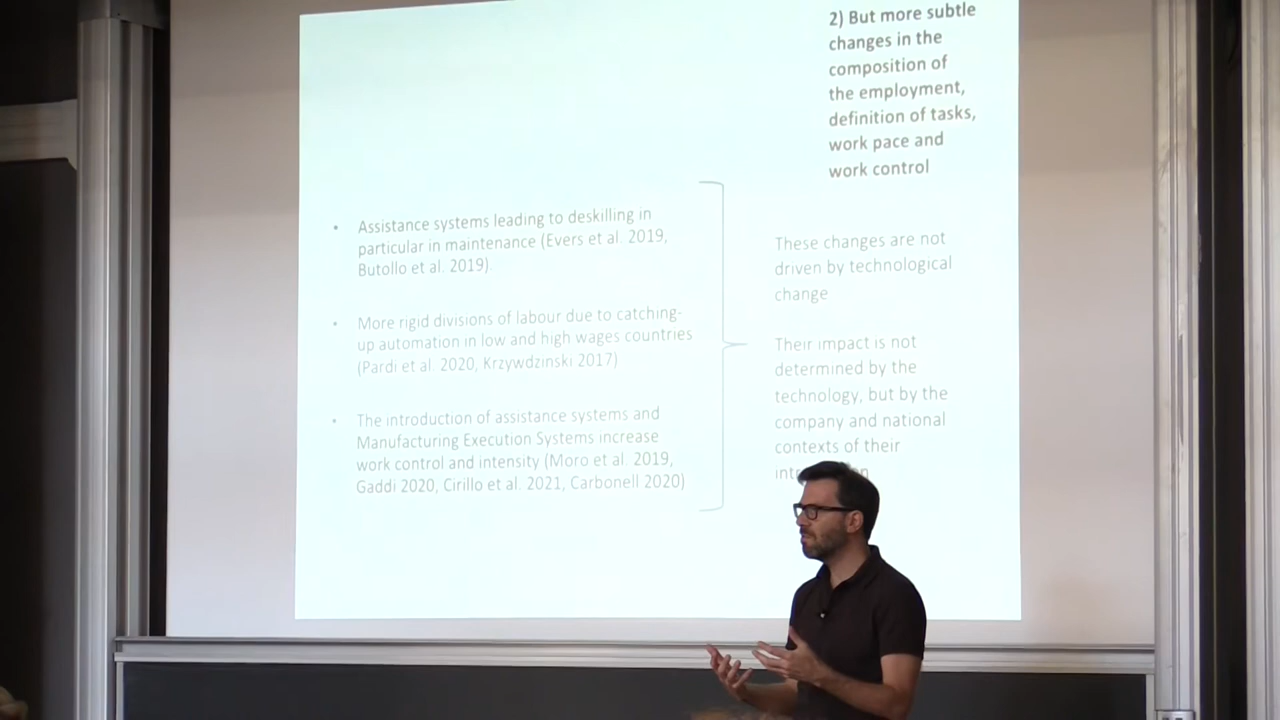 2) But more subtle
changes in the
composition of
the employment,
definition of tasks,
work pace and
work control
• Assistance systems leading to deskilling in
particular in maintenance (Evers et al. 2019,
Butollo et al. 2019).
• More rigid divisions of labour due to catching-
up automation in low and high wages countries
(Pardi et al. 2020, Krzywdzinski 2017)
• The introduction of assistance systems and
Manufacturing Execution Systems increase
work control and intensity (Moro et al. 2019,
Gaddi 2020, Cirillo et al. 2021, Carbonell 2020)
These changes are not
driven by technological
change
Their impact is not
determined by the
technology, but by the
company and national
contexts of their